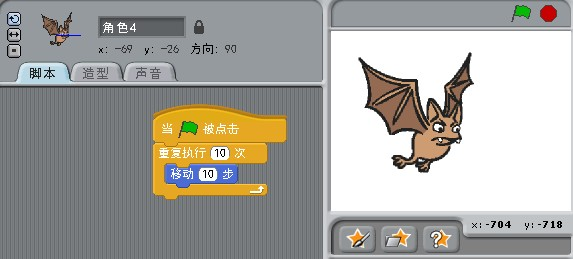 角色4
x: -69 y: -26 方向: 90
脚本 造型 声音
当 被点击
重复执行 10 次
移动 10 步
x: -704 y: -718